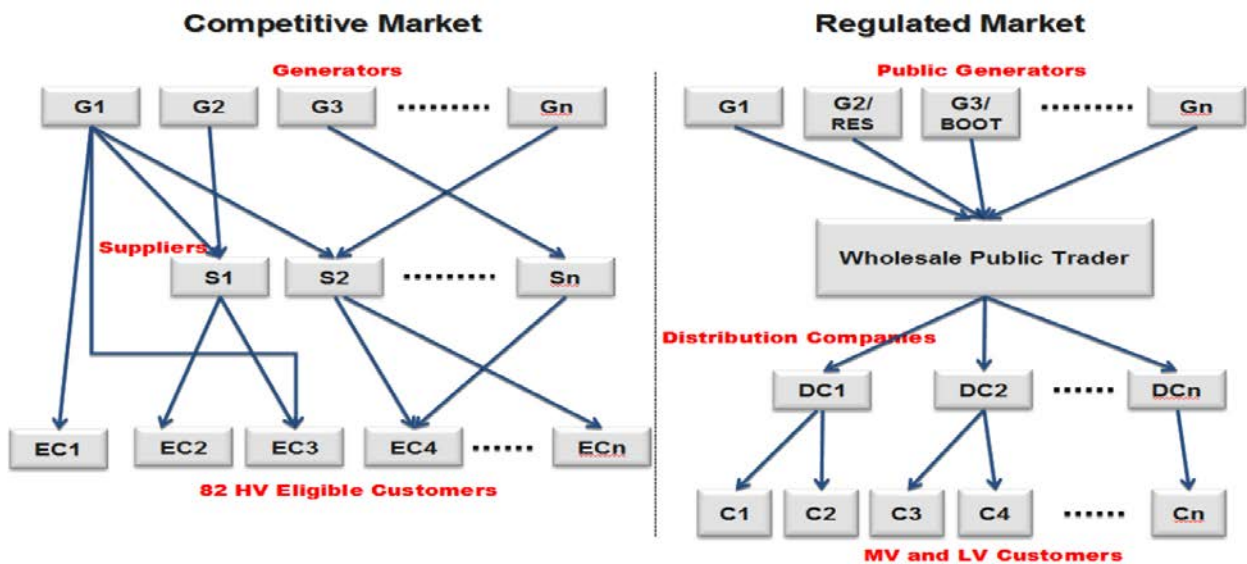 Competitive Market
Generators
G1
G2
G3
Gn
Suppliers
S1
S2
Sn
EC1
EC2
EC3
EC4
ECn
82 HV Eligible Customers
Regulated Market
Public Generators
G1
G2/
RES
G3/
BOOT
Gn
Wholesale Public Trader
Distribution Companies
DC1
DC2
DCn
C1
C2
C3
C4
Cn
MV and LV Customers